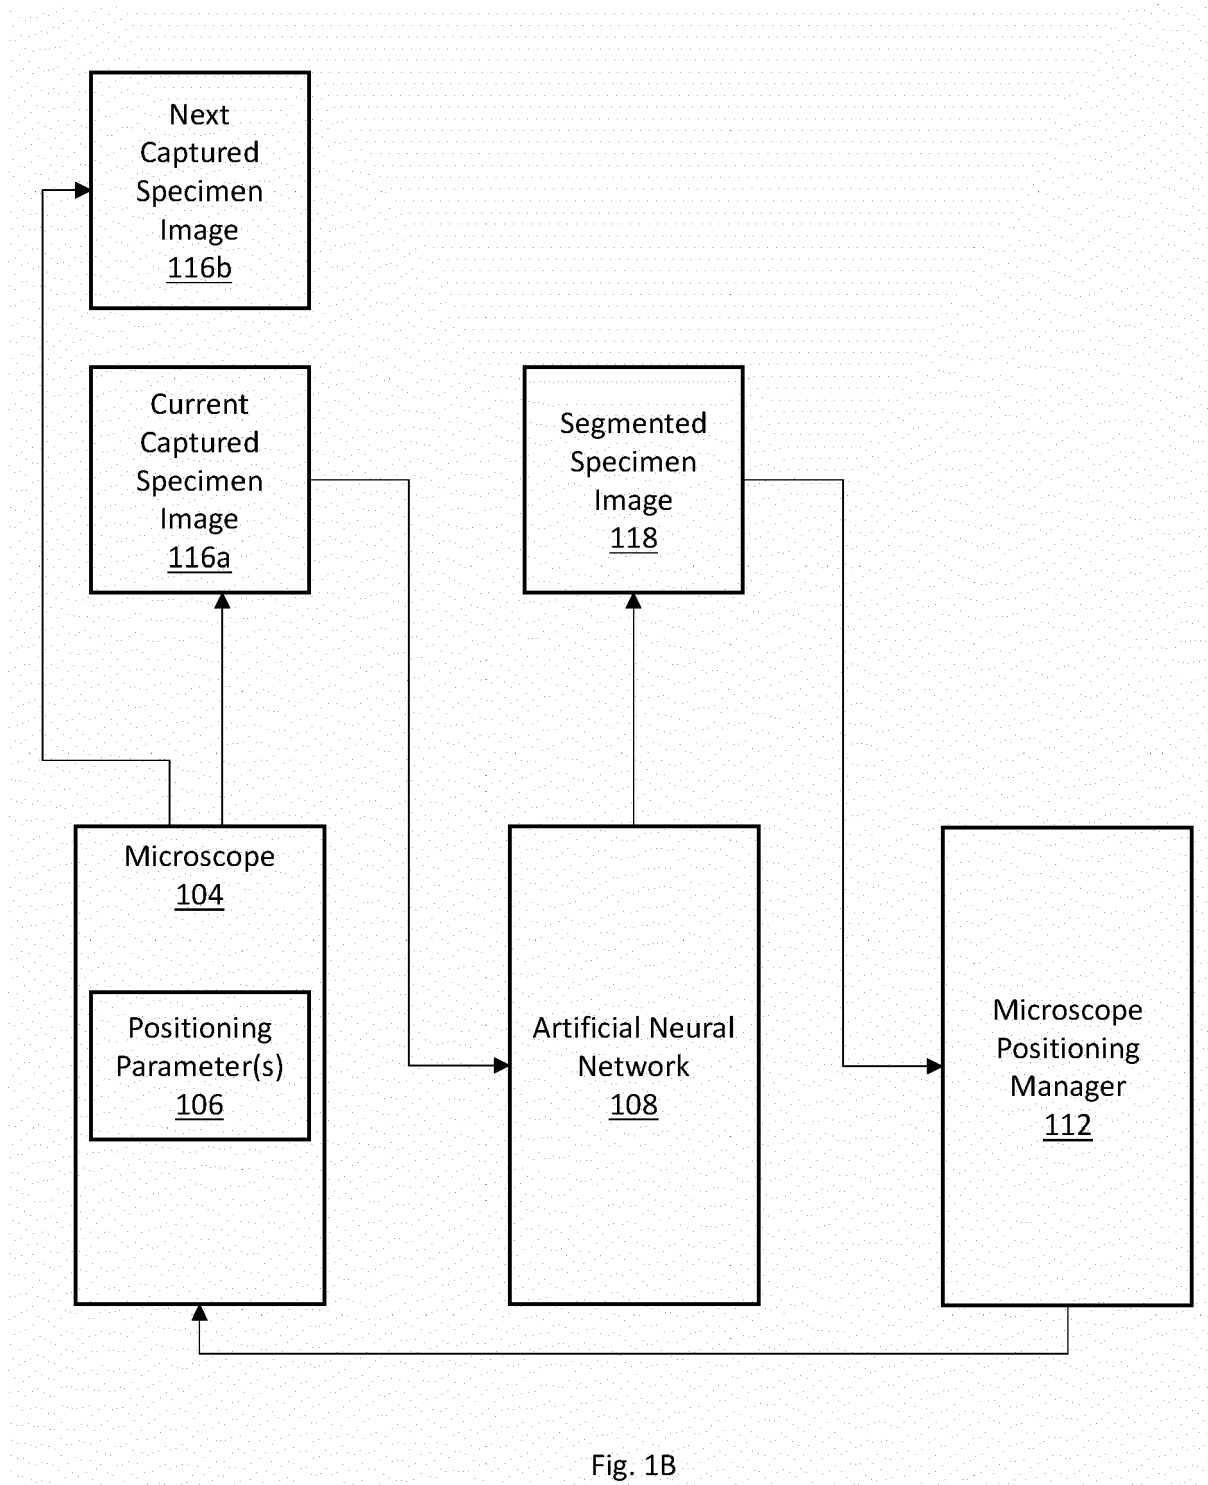 Next
Captured
Specimen
Image
116b
Current
Captured
Specimen
Image
116a
Segmented
Specimen
Image
118
Microscope
104
Positioning
Parameter(s)
106
Artificial Neural
Network
108
Microscope
Positioning
Manager
112
Fig. 1B